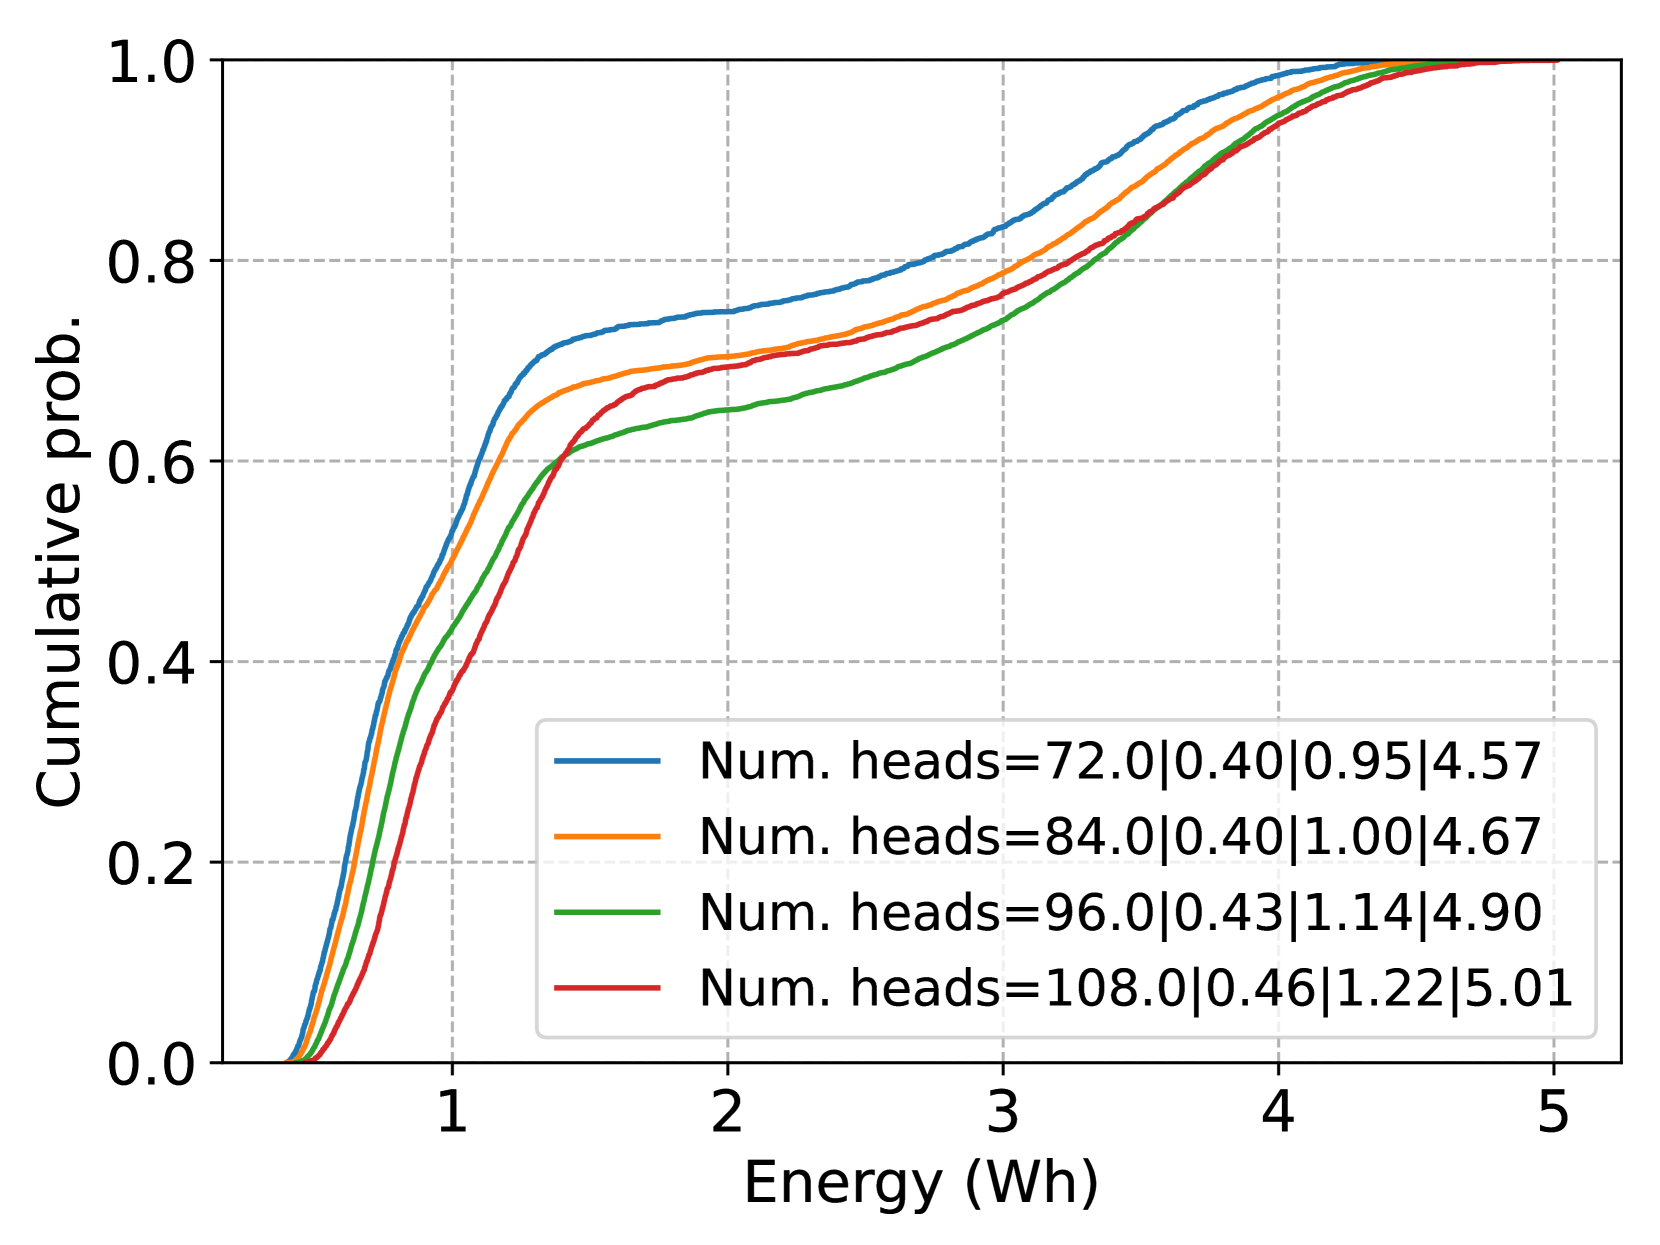 1.0
0.8
0.6
0.4
0.2
0.0
Cumulative prob.
Num. heads=72.0|0.40|0.95|4.57
Num. heads=84.0|0.40|1.00|4.67
Num. heads=96.0|0.43|1.14|4.90
Num. heads=108.0|0.46|1.22|5.01
1 2 3 4 5
Energy (Wh)